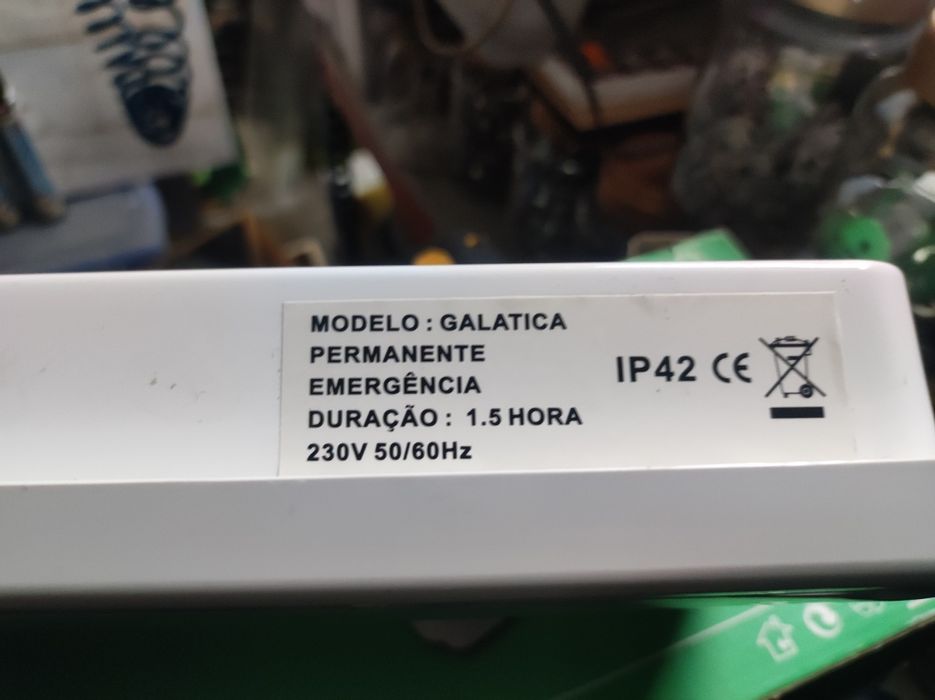 MODELO : GALATICA
PERMANENTE
EMERGÊNCIA
DURAÇÃO : 1.5 HORA
230V 50/60Hz
IP42 CE